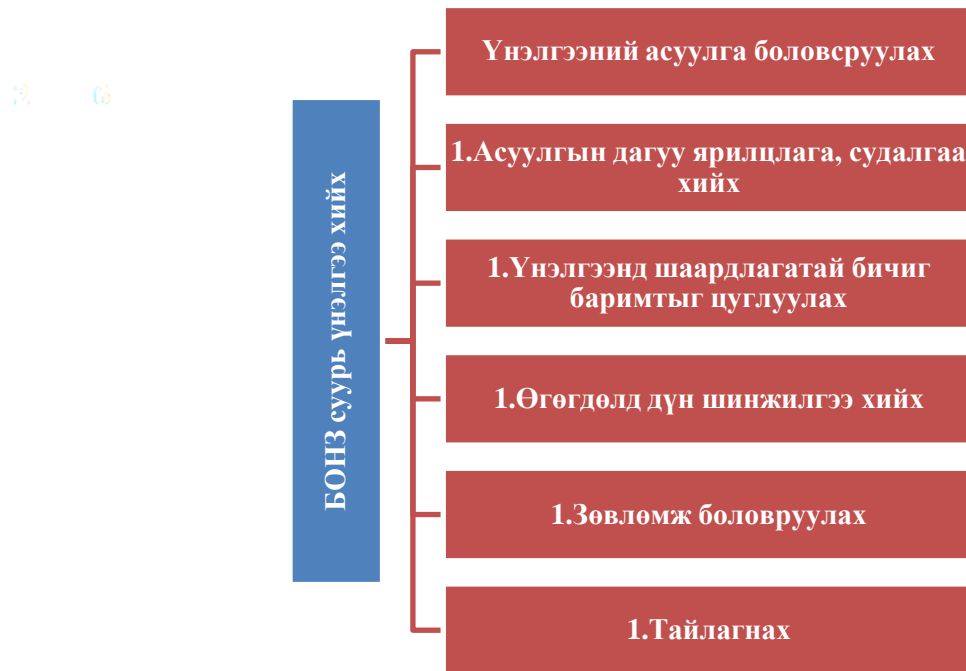 БОНЗ суурь үнэлгээ хийх
Үнэлгээний асуулга боловсруулах
1.Асуулгын дагуу ярилцлага, судалгаа
хийх
1.Үнэлгээнд шаардлагатай бичиг
баримтыг цуглуулах
1.Өгөгдөлд дүн шинжилгээ хийх
1.Зөвлөмж боловруулах
1.Тайлагнах